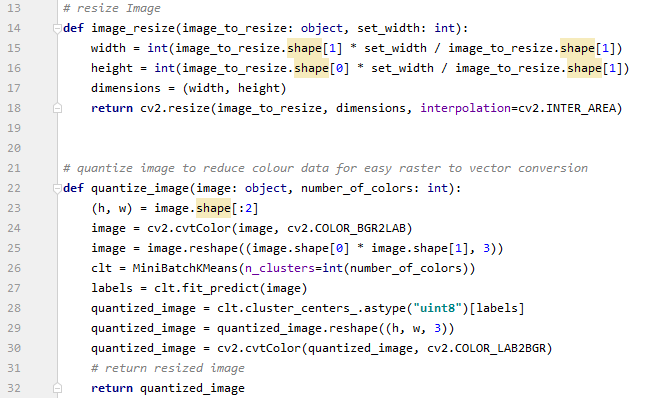 13 # resize Image
14 def image_resize(image_to_resize: object, set_width: int):
15     width = int(image_to_resize.shape[1] * set_width / image_to_resize.shape[1])
16     height = int(image_to_resize.shape[0] * set_width / image_to_resize.shape[1])
17     dimensions = (width, height)
18     return cv2.resize(image_to_resize, dimensions, interpolation=cv2.INTER_AREA)
19
20
21 # quantize image to reduce colour data for easy raster to vector conversion
22 def quantize_image(image: object, number_of_colors: int):
23     (h, w) = image.shape[:2]
24     image = cv2.cvtColor(image, cv2.COLOR_BGR2LAB)
25     image = image.reshape((image.shape[0] * image.shape[1], 3))
26     clt = MiniBatchKMeans(n_clusters=int(number_of_colors))
27     labels = clt.fit_predict(image)
28     quantized_image = clt.cluster_centers_.astype("uint8")[labels]
29     quantized_image = quantized_image.reshape((h, w, 3))
30     quantized_image = cv2.cvtColor(quantized_image, cv2.COLOR_LAB2BGR)
31     # return resized image
32     return quantized_image